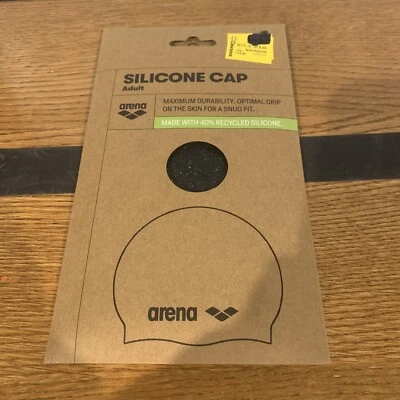 SILICONE CAP
Adult
arena
MAXIMUM DURABILITY. OPTIMAL GRIP
ON THE SKIN FOR A SNUG FIT.
MADE WITH 40% RECYCLED SILICONE.
arena